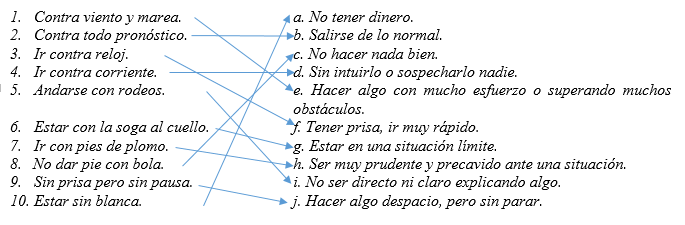 1. Contra viento y marea. a. No tener dinero.
2. Contra todo pronóstico. b. Salirse de lo normal.
3. Ir contra reloj. c. No hacer nada bien.
4. Ir contra corriente. d. Sin intuirlo o sospecharlo nadie.
5. Andarse con rodeos. e. Hacer algo con mucho esfuerzo o superando muchos
obstáculos.
6. Estar con la soga al cuello. f. Tener prisa, ir muy rápido.
7. Ir con pies de plomo. g. Estar en una situación límite.
8. No dar pie con bola. h. Ser muy prudente y precavido ante una situación.
9. Sin prisa pero sin pausa. i. No ser directo ni claro explicando algo.
10. Estar sin blanca. j. Hacer algo despacio, pero sin parar.